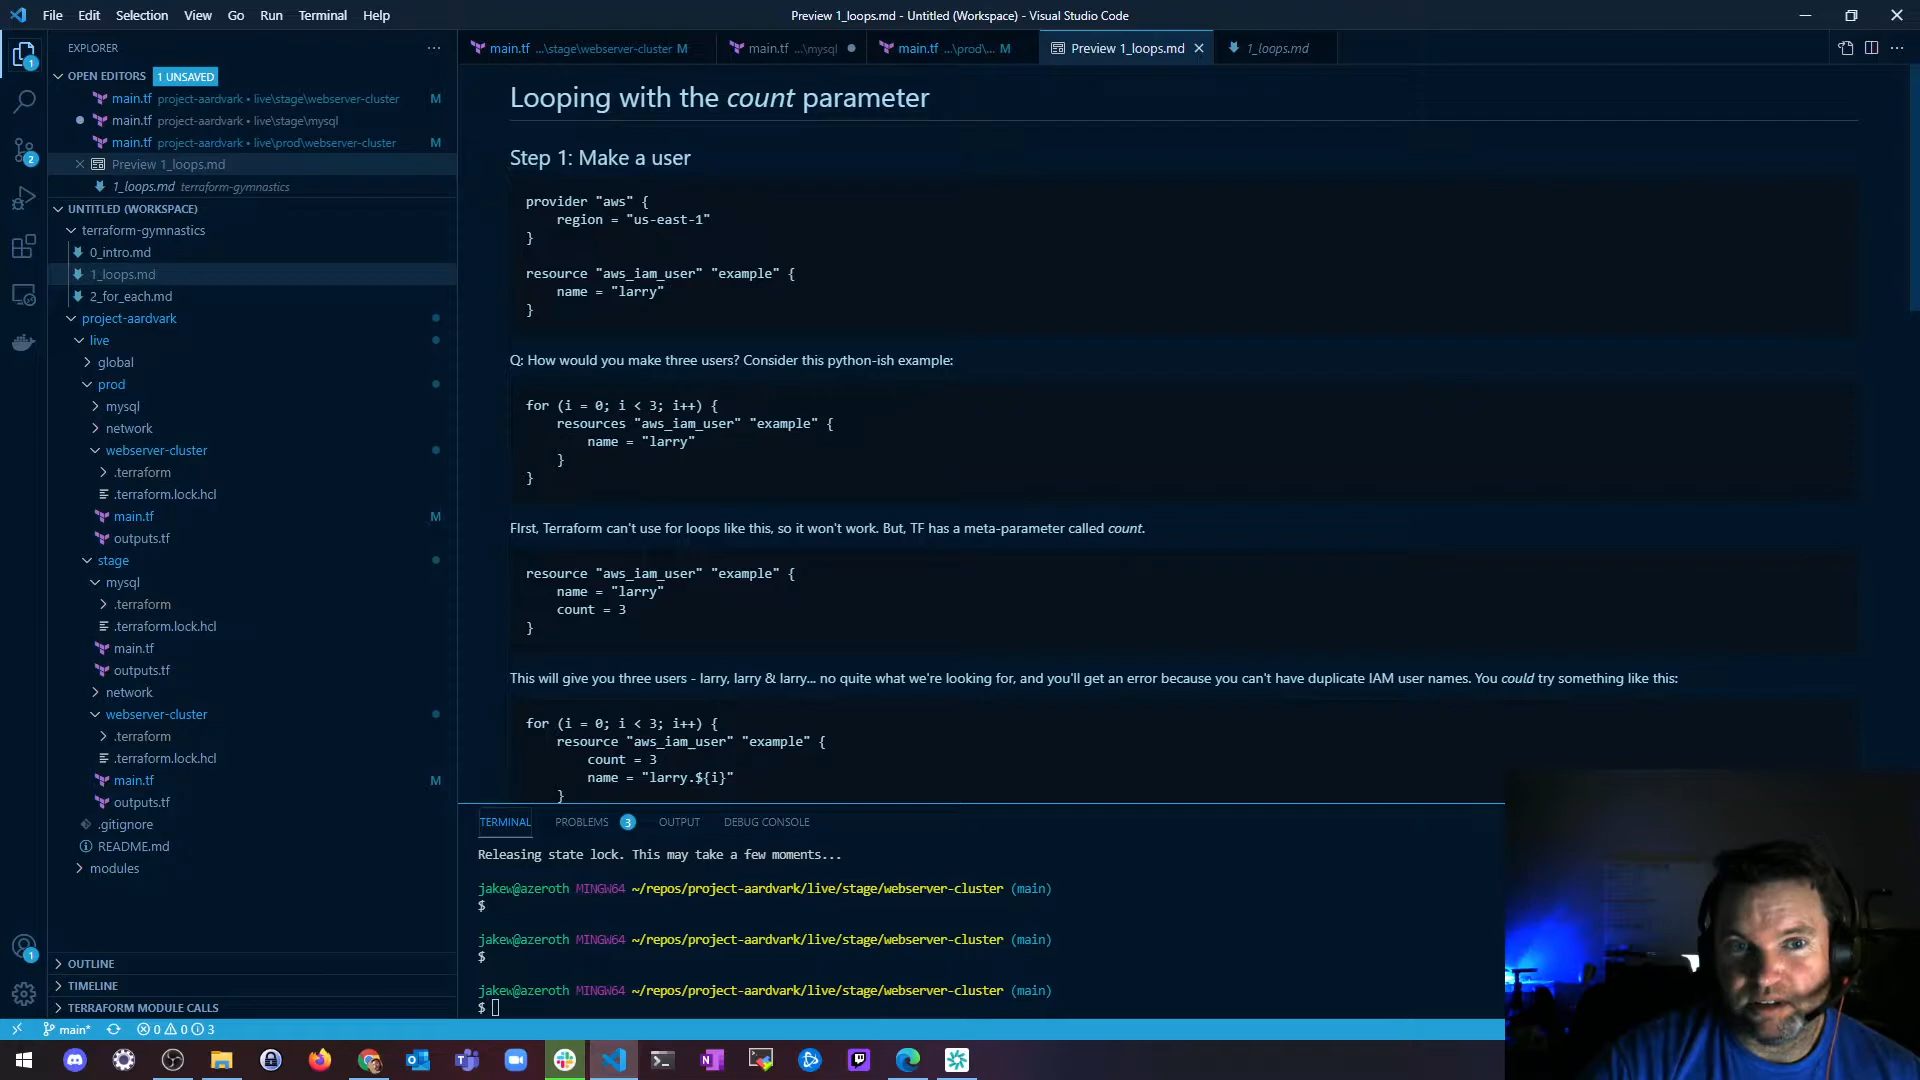 File Edit Selection View Go Run Terminal Help
Preview 1_loops.md - Untitled (Workspace) - Visual Studio Code
EXPLORER
OPEN EDITORS 1 UNSAVED
main.tf project-aardvark • live\stage\webserver-cluster M
main.tf project-aardvark • live\stage\mysql
main.tf project-aardvark • live\prod\webserver-cluster M
Preview 1_loops.md
1_loops.md terraform-gymnastics
UNTITLED (WORKSPACE)
terraform-gymnastics
0_intro.md
1_loops.md
2_for_each.md
project-aardvark
live
global
prod
mysql
network
webserver-cluster
.terraform
.terraform.lock.hcl
main.tf M
outputs.tf
stage
mysql
.terraform
.terraform.lock.hcl
main.tf
outputs.tf
network
webserver-cluster
.terraform
.terraform.lock.hcl
main.tf M
outputs.tf
.gitignore
README.md
modules
OUTLINE
TIMELINE
TERRAFORM MODULE CALLS
1
2
1
main.tf ...\stage\webserver-cluster M
main.tf ...\mysql
main.tf ...\prod\... M
Preview 1_loops.md
1_loops.md
Looping with the count parameter
Step 1: Make a user
provider "aws" {
region = "us-east-1"
}
resource "aws_iam_user" "example" {
name = "larry"
}
Q: How would you make three users? Consider this python-ish example:
for (i = 0; i < 3; i++) {
resources "aws_iam_user" "example" {
name = "larry"
}
}
FIrst, Terraform can't use for loops like this, so it won't work. But, TF has a meta-parameter called count.
resource "aws_iam_user" "example" {
name = "larry"
count = 3
}
This will give you three users - larry, larry & larry... no quite what we're looking for, and you'll get an error because you can't have duplicate IAM user names. You could try something like this:
for (i = 0; i < 3; i++) {
resource "aws_iam_user" "example" {
count = 3
name = "larry.${i}"
}
TERMINAL PROBLEMS 3 OUTPUT DEBUG CONSOLE
Releasing state lock. This may take a few moments...
jakew@azeroth MINGW64 ~/repos/project-aardvark/live/stage/webserver-cluster (main)
$
jakew@azeroth MINGW64 ~/repos/project-aardvark/live/stage/webserver-cluster (main)
$
jakew@azeroth MINGW64 ~/repos/project-aardvark/live/stage/webserver-cluster (main)
$
main* 0 0 3